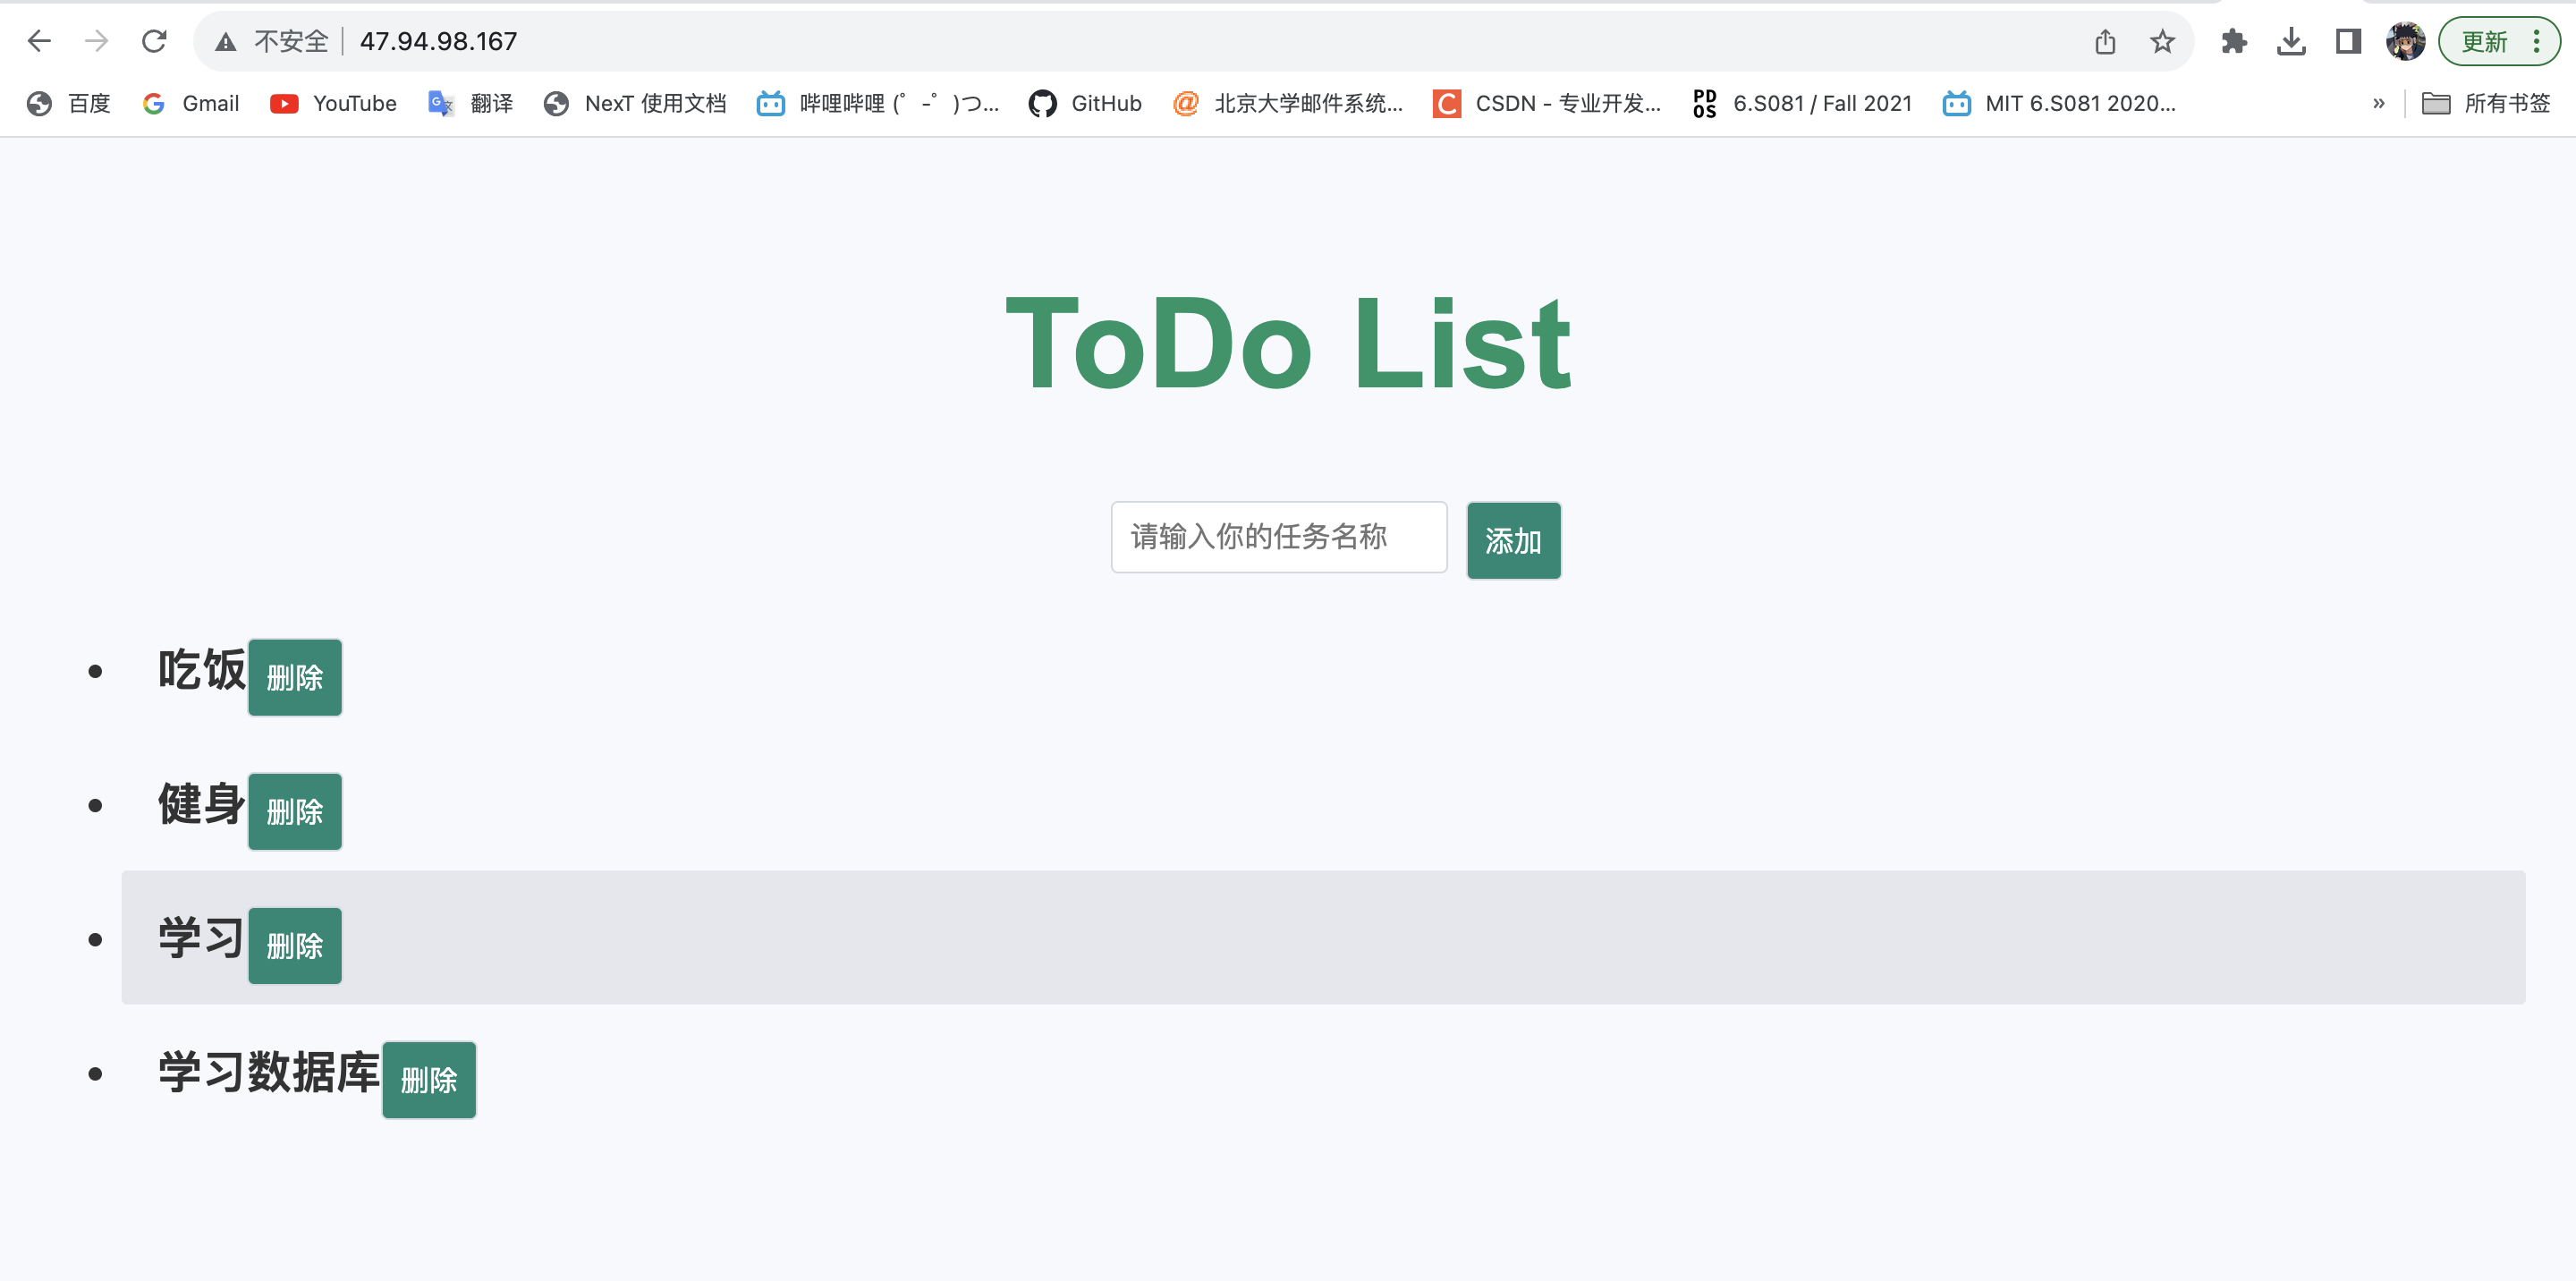 不安全 47.94.98.167 更新
百度 Gmail YouTube 翻译 NexT 使用文档 哔哩哔哩 (゜-゜)つ... GitHub 北京大学邮件系统... CSDN - 专业开发... PDOS 6.S081 / Fall 2021 MIT 6.S081 2020... » 所有书签
ToDo List
请输入你的任务名称 添加
吃饭 删除
健身 删除
学习 删除
学习数据库 删除